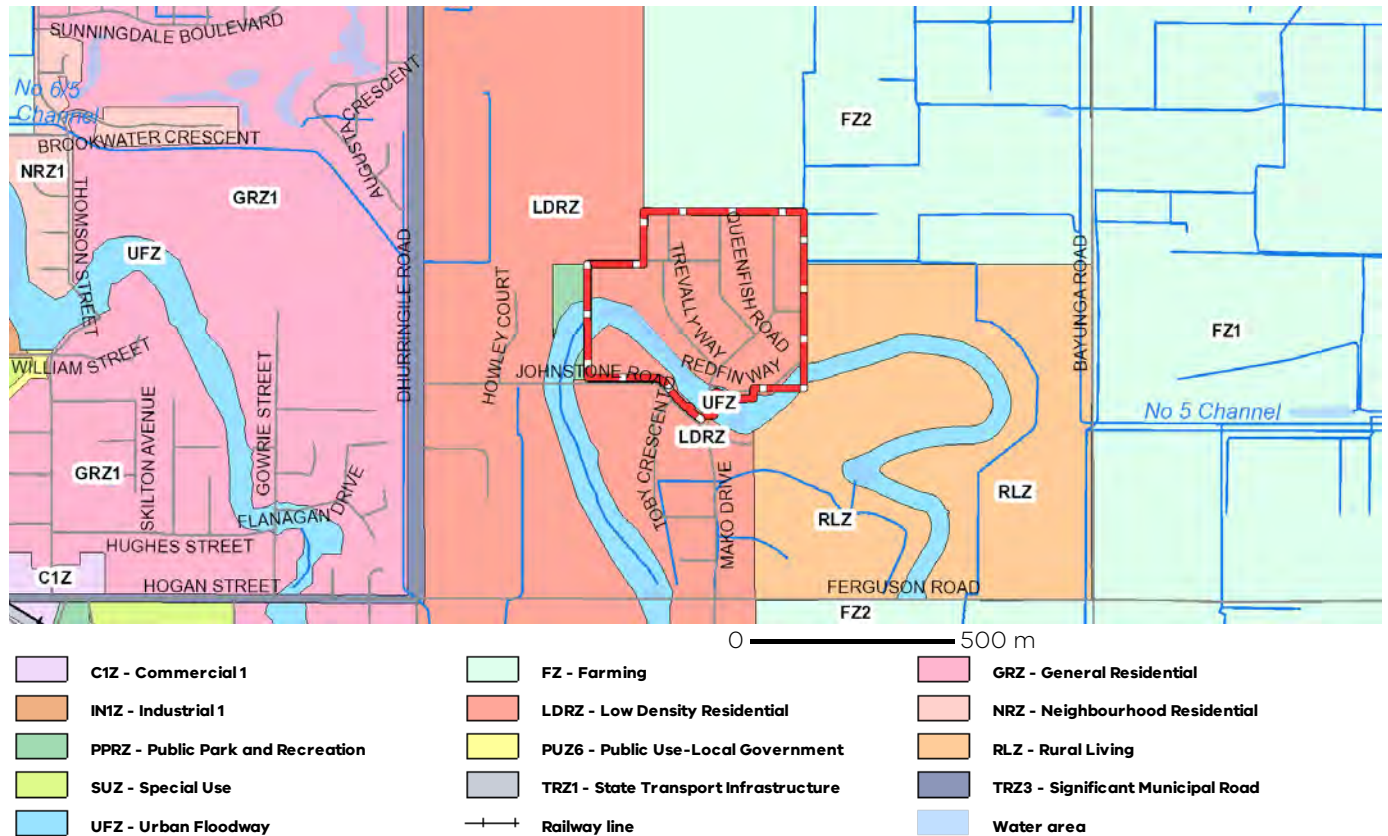 SUNNINGDALE BOULEVARD
No 6/5
Channel
BROOKWATER CRESCENT
AUGUSTA CRESCENT
NRZ1
THOMSON STREET
GRZ1
UFZ
DHURRINGILE ROAD
LDRZ
FZ2
HOWLEY COURT
TREVALLY WAY
QUEENFISH ROAD
REDFIN WAY
JOHNSTONE ROAD
BAYUNGA ROAD
FZ1
No 5 Channel
WILLIAM STREET
SKILTON AVENUE
GOWRIE STREET
GRZ1
FLANAGAN DRIVE
HUGHES STREET
C1Z
HOGAN STREET
UFZ
LDRZ
TOBY CRESCENT
MAKO DRIVE
RLZ
RLZ
FERGUSON ROAD
FZ2
0 500 m
C1Z - Commercial 1
FZ - Farming
GRZ - General Residential
IN1Z - Industrial 1
LDRZ - Low Density Residential
NRZ - Neighbourhood Residential
PPRZ - Public Park and Recreation
PUZ6 - Public Use-Local Government
RLZ - Rural Living
SUZ - Special Use
TRZ1 - State Transport Infrastructure
TRZ3 - Significant Municipal Road
UFZ - Urban Floodway
Railway line
Water area